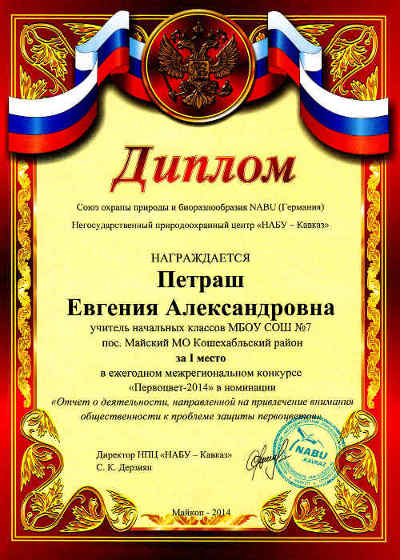 Диплом
Союз охраны природы и биоразнообразия NABU (Германия)
Негосударственный природоохранный центр «НАБУ – Кавказ»
НАГРАЖДАЕТСЯ
Петраш
Евгения Александровна
учитель начальных классов МБОУ СОШ №7
пос. Майский МО Кошехабльский район
за I место
в ежегодном межрегиональном конкурсе
«Первоцвет-2014» в номинации
«Отчет о деятельности, направленной на привлечение внимания
общественности к проблеме защиты первоцветов»
Директор НПЦ «НАБУ – Кавказ»
С. К. Дерзиян
NABU
КАВКАЗ
Майкоп - 2014